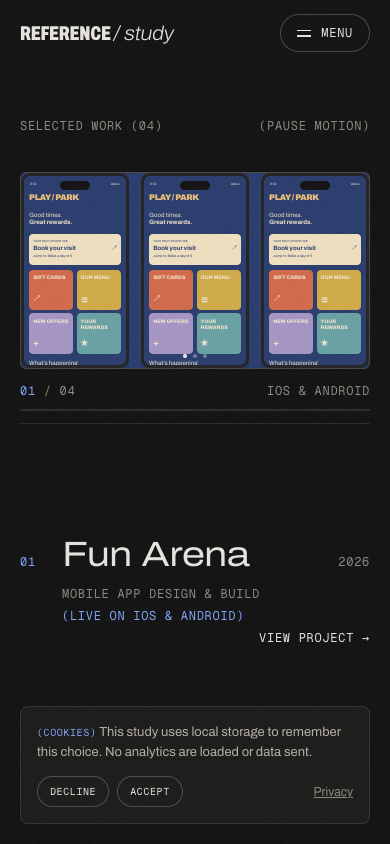 REFERENCE / study
MENU
SELECTED WORK (04)
(PAUSE MOTION)
PLAY/PARK
Good times.
Great rewards.
Book your visit
GIFT CARDS
OUR MENU
NEW OFFERS
YOUR REWARDS
What's happening
PLAY/PARK
Good times.
Great rewards.
Book your visit
GIFT CARDS
OUR MENU
NEW OFFERS
YOUR REWARDS
What's happening
PLAY/PARK
Good times.
Great rewards.
Book your visit
GIFT CARDS
OUR MENU
NEW OFFERS
YOUR REWARDS
What's happening
01 / 04
IOS & ANDROID
01
Fun Arena
2026
MOBILE APP DESIGN & BUILD
(LIVE ON IOS & ANDROID)
VIEW PROJECT →
(COOKIES) This study uses local storage to remember
this choice. No analytics are loaded or data sent.
DECLINE
ACCEPT
Privacy